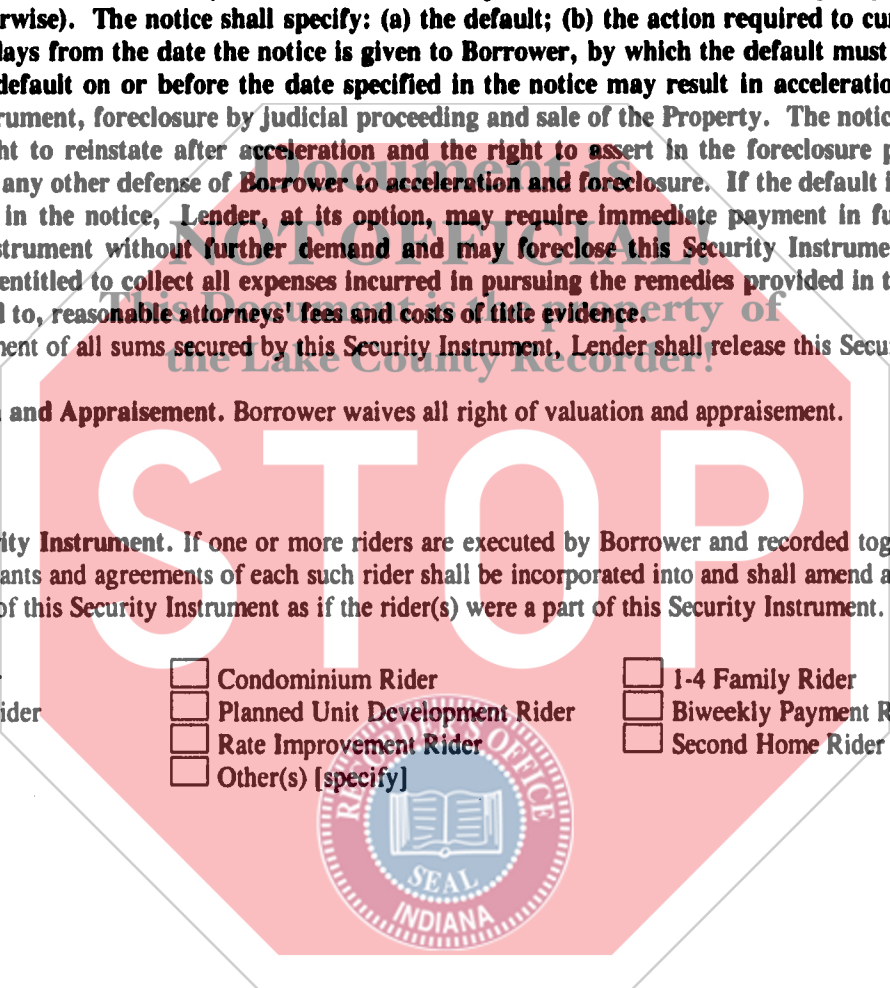 rwise). The notice shall specify: (a) the default; (b) the action required to cu
lays from the date the notice is given to Borrower, by which the default must
default on or before the date specified in the notice may result in acceleratio
rument, foreclosure by judicial proceeding and sale of the Property. The notic
ht to reinstate after acceleration and the right to assert in the foreclosure p
Document is
any other defense of Borrower to acceleration and foreclosure. If the default i
in the notice, Lender, at its option, may require immediate payment in fu
NOT OFFICIAL!
strument without further demand and may foreclose this Security Instrume
entitled to collect all expenses incurred in pursuing the remedies provided in t
This Document is the property of
l to, reasonable attorneys' fees and costs of title evidence.
nent of all sums secured by this Security Instrument, Lender shall release this Secu
the Lake County Recorder!
and Appraisement. Borrower waives all right of valuation and appraisement.
STOP
ity Instrument. If one or more riders are executed by Borrower and recorded tog
ants and agreements of each such rider shall be incorporated into and shall amend a
of this Security Instrument as if the rider(s) were a part of this Security Instrument.
Condominium Rider 1-4 Family Rider
ider Planned Unit Development Rider Biweekly Payment R
Rate Improvement Rider Second Home Rider
Other(s) [specify]
RECORDER'S OFFICE
SEAL
INDIANA